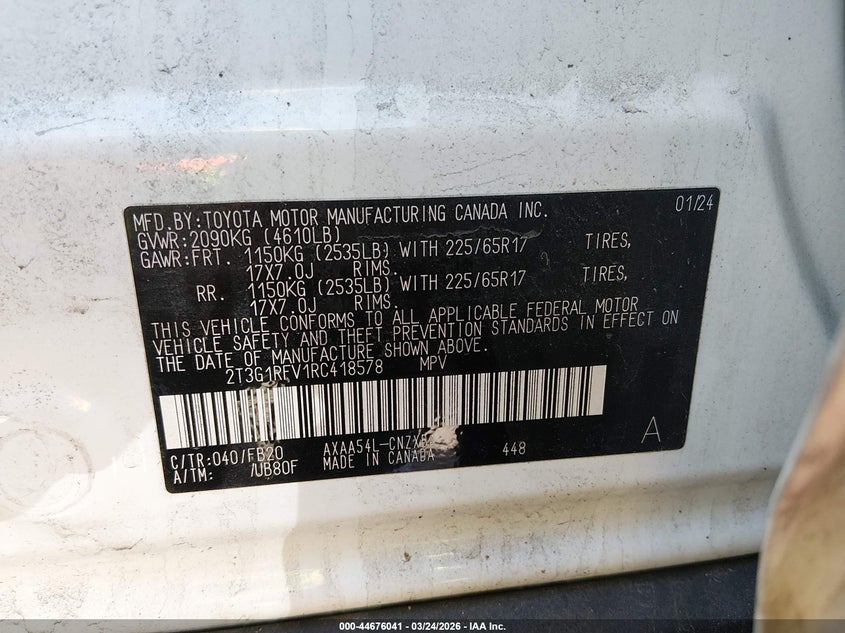 MFD.BY:TOYOTA MOTOR MANUFACTURING CANADA INC. 01/24
GVWR:2090KG (4610LB)
GAWR:FRT. 1150KG (2535LB) WITH 225/65R17 TIRES,
17X7.0J RIMS.
RR. 1150KG (2535LB) WITH 225/65R17 TIRES,
17X7.0J RIMS.
THIS VEHICLE CONFORMS TO ALL APPLICABLE FEDERAL MOTOR
VEHICLE SAFETY AND THEFT PREVENTION STANDARDS IN EFFECT ON
THE DATE OF MANUFACTURE SHOWN ABOVE.
2T3G1RFV1RC418578 MPV
C/TR:040/FB20 
A/TM: /UB80F MADE IN CANADA 448 A
000-44676041 | 03/24/2026 | IAA Inc.